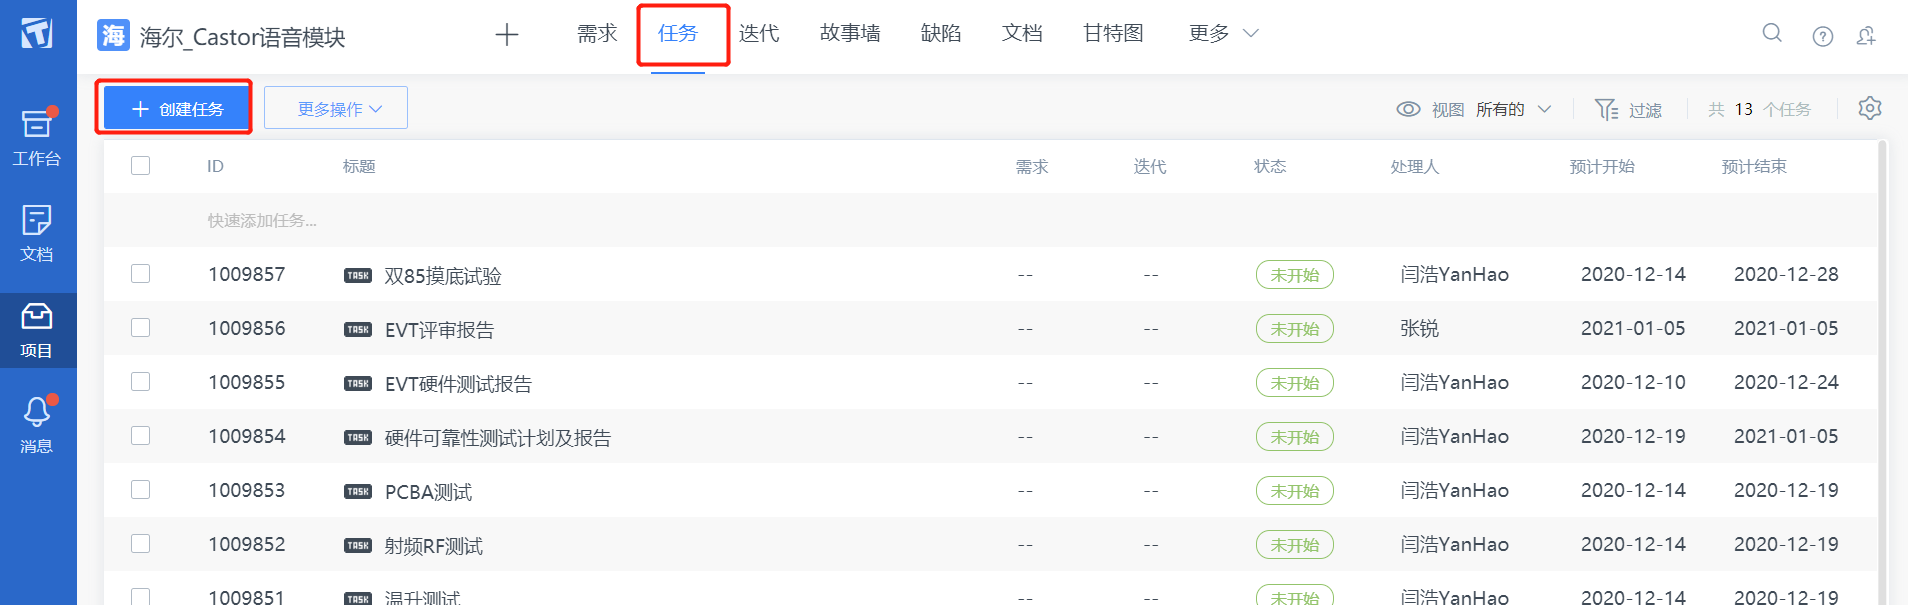 海 海尔_Castor语音模块 需求 任务 迭代 故事墙 缺陷 文档 甘特图 更多
工作台
文档
项目
消息
创建任务 更多操作 视图 所有的 过滤 共 13 个任务
ID 标题 需求 迭代 状态 处理人 预计开始 预计结束
快速添加任务...
1009857 TASK 双85摸底试验 -- -- 未开始 闫浩YanHao 2020-12-14 2020-12-28
1009856 TASK EVT评审报告 -- -- 未开始 张锐 2021-01-05 2021-01-05
1009855 TASK EVT硬件测试报告 -- -- 未开始 闫浩YanHao 2020-12-10 2020-12-24
1009854 TASK 硬件可靠性测试计划及报告 -- -- 未开始 闫浩YanHao 2020-12-19 2021-01-05
1009853 TASK PCBA测试 -- -- 未开始 闫浩YanHao 2020-12-14 2020-12-19
1009852 TASK 射频RF测试 -- -- 未开始 闫浩YanHao 2020-12-14 2020-12-19
1009851 TASK 温升测试 -- -- 未开始 闫浩YanHao 2020-12-14 2020-12-19